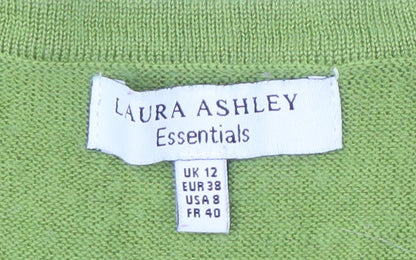 LAURA ASHLEY
Essentials
UK 12
EUR 38
USA 8
FR 40